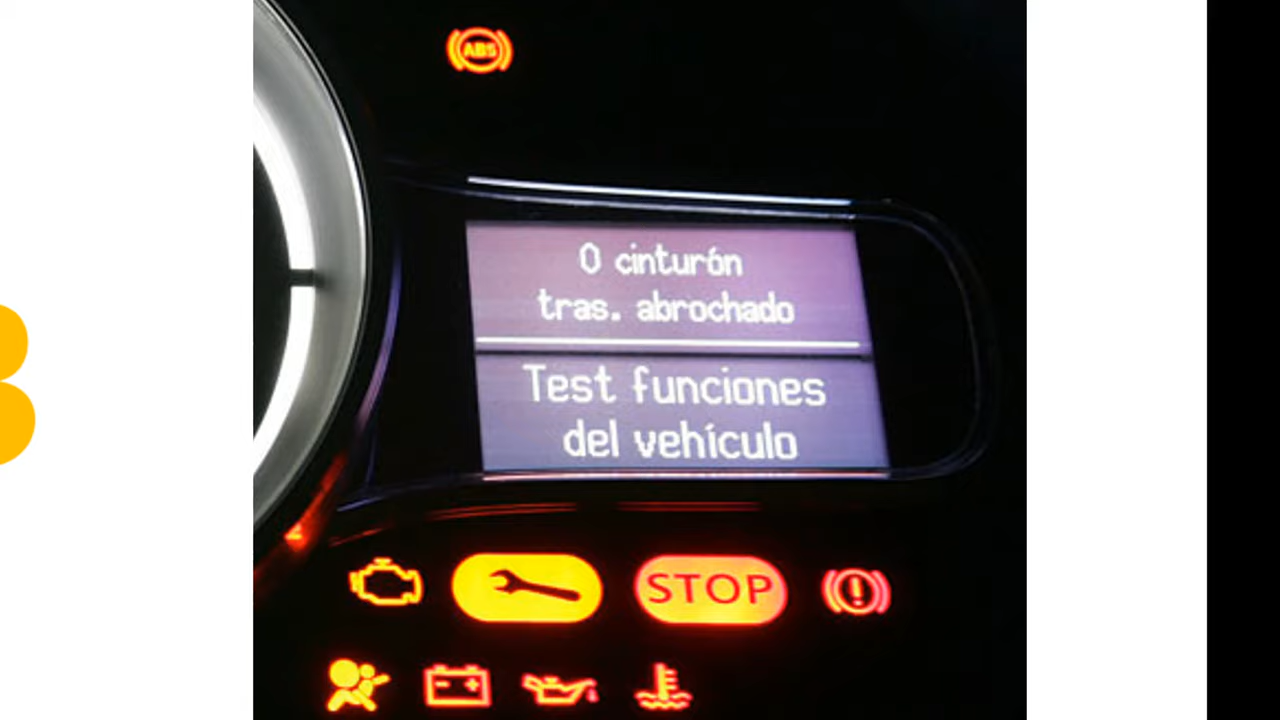 ABS
0 cinturón
tras. abrochado
Test funciones
del vehículo
STOP